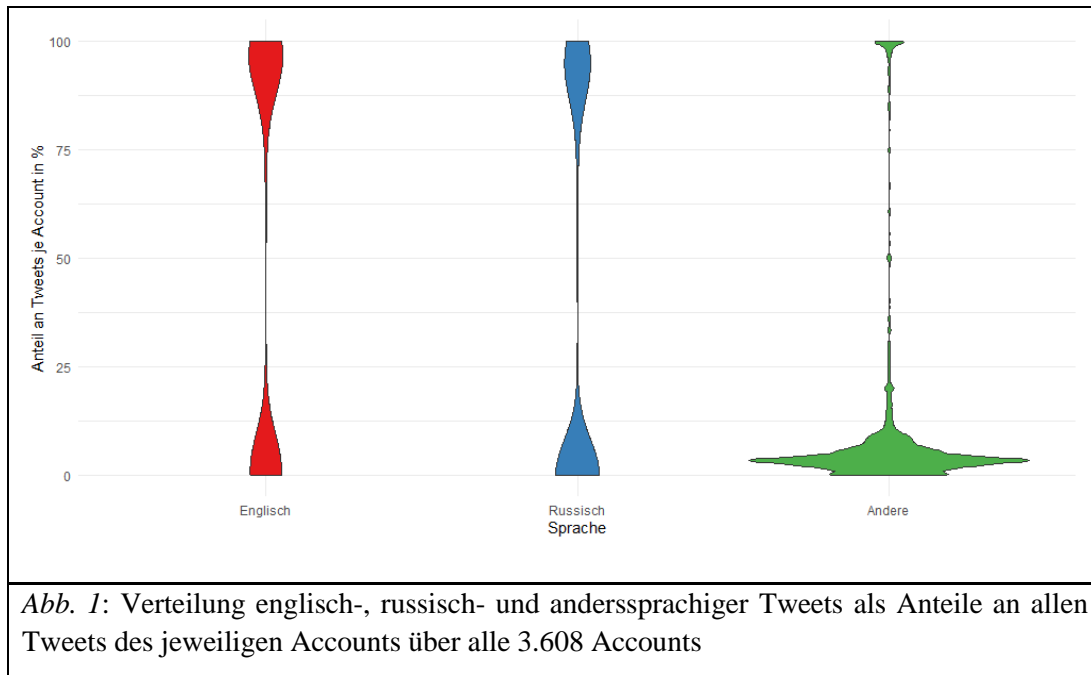 100
75
50
25
0
Anteil an Tweets je Account in %
Englisch
Russisch
Andere
Sprache
Abb. 1: Verteilung englisch-, russisch- und anderssprachiger Tweets als Anteile an allen
Tweets des jeweiligen Accounts über alle 3.608 Accounts